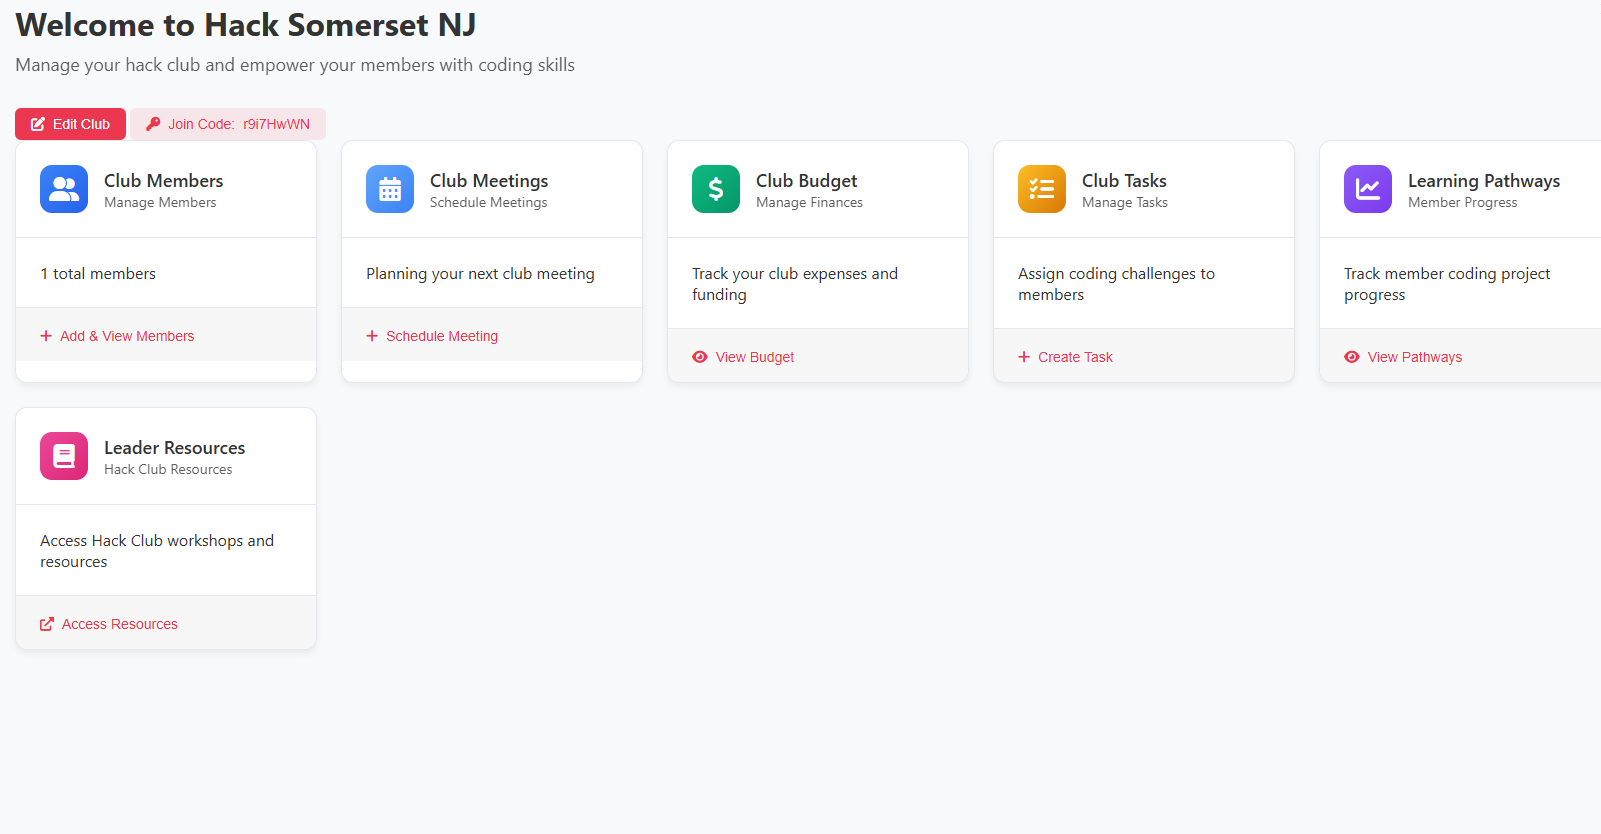 Welcome to Hack Somerset NJ
Manage your hack club and empower your members with coding skills
Edit Club
Join Code: r9i7HwWN
Club Members
Manage Members
1 total members
Add & View Members
Club Meetings
Schedule Meetings
Planning your next club meeting
Schedule Meeting
Club Budget
Manage Finances
Track your club expenses and
funding
View Budget
Club Tasks
Manage Tasks
Assign coding challenges to
members
Create Task
Learning Pathways
Member Progress
Track member coding project
progress
View Pathways
Leader Resources
Hack Club Resources
Access Hack Club workshops and
resources
Access Resources